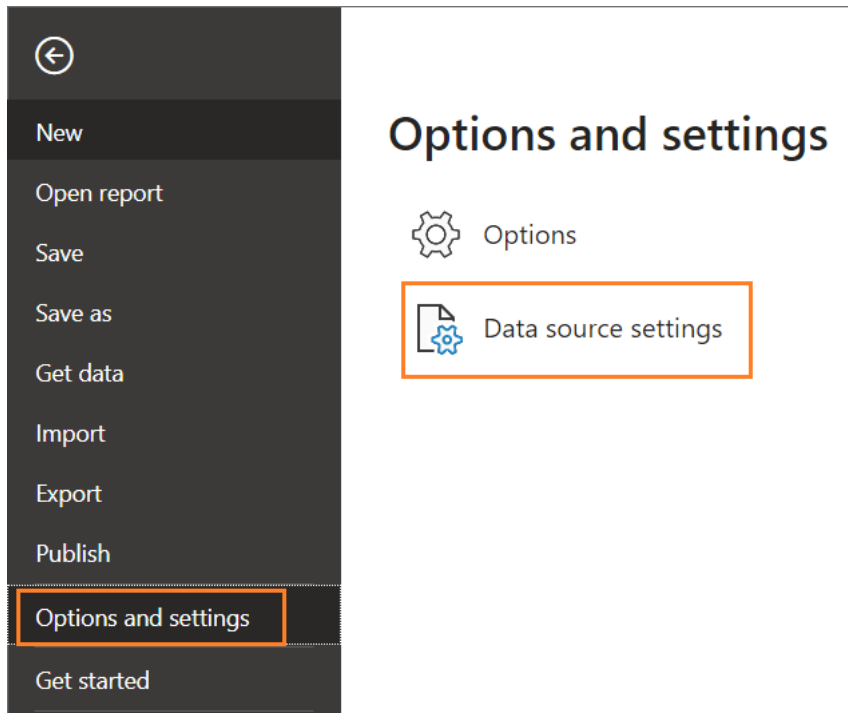 New
Open report
Save
Save as
Get data
Import
Export
Publish
Options and settings
Get started
Options and settings
Options
Data source settings